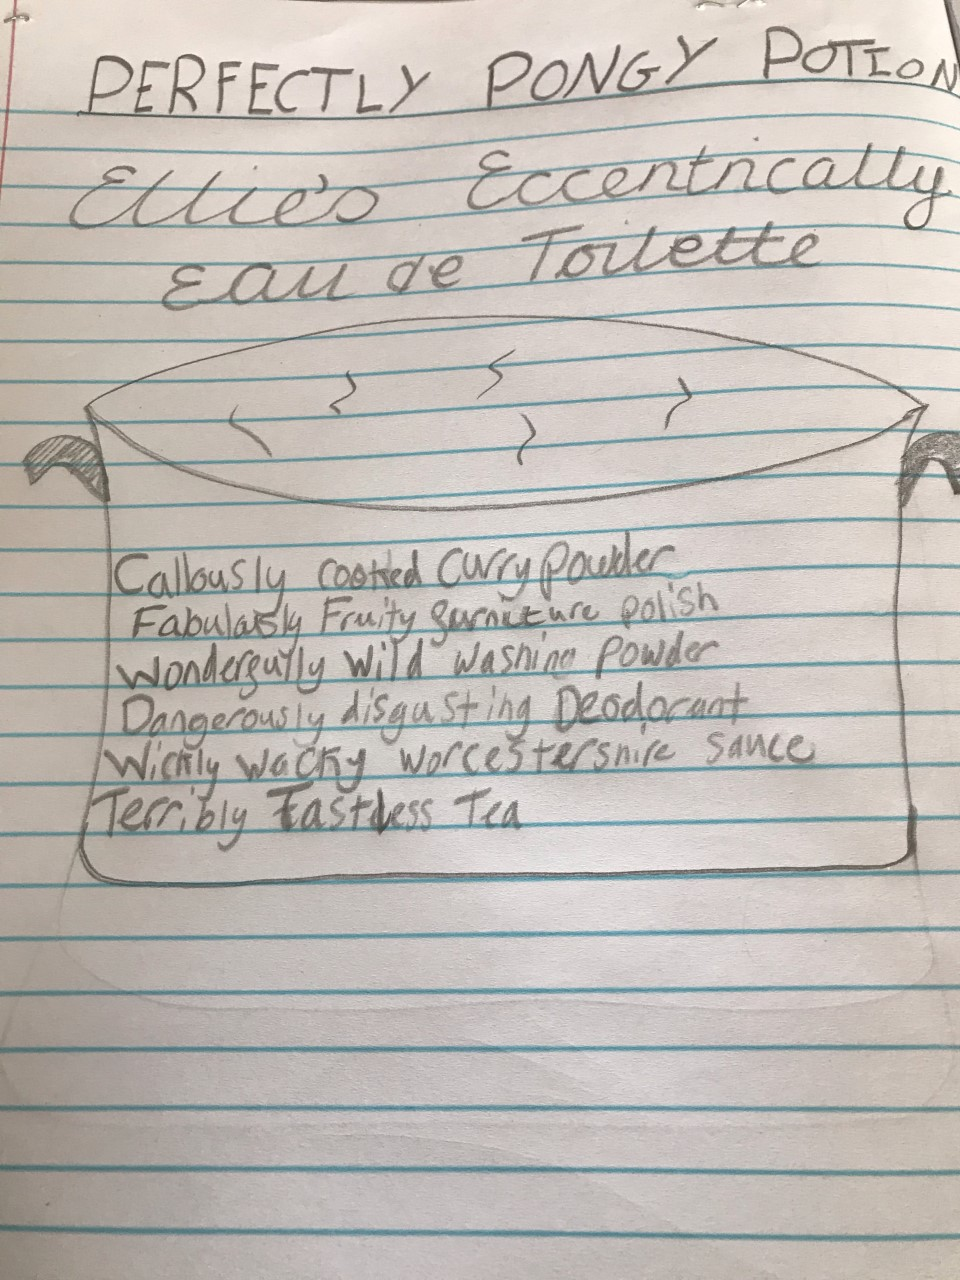 PERFECTLY PONGY POTION
Ellie's Eccentrically
Eau de Toilette
Callously cooked Curry Powder
Fabulously Fruity furniture polish
Wonderfully Wild washing Powder
Dangerously disgusting Deodorant
Wickly wacky worcestershire sauce
Terribly Tastless Tea